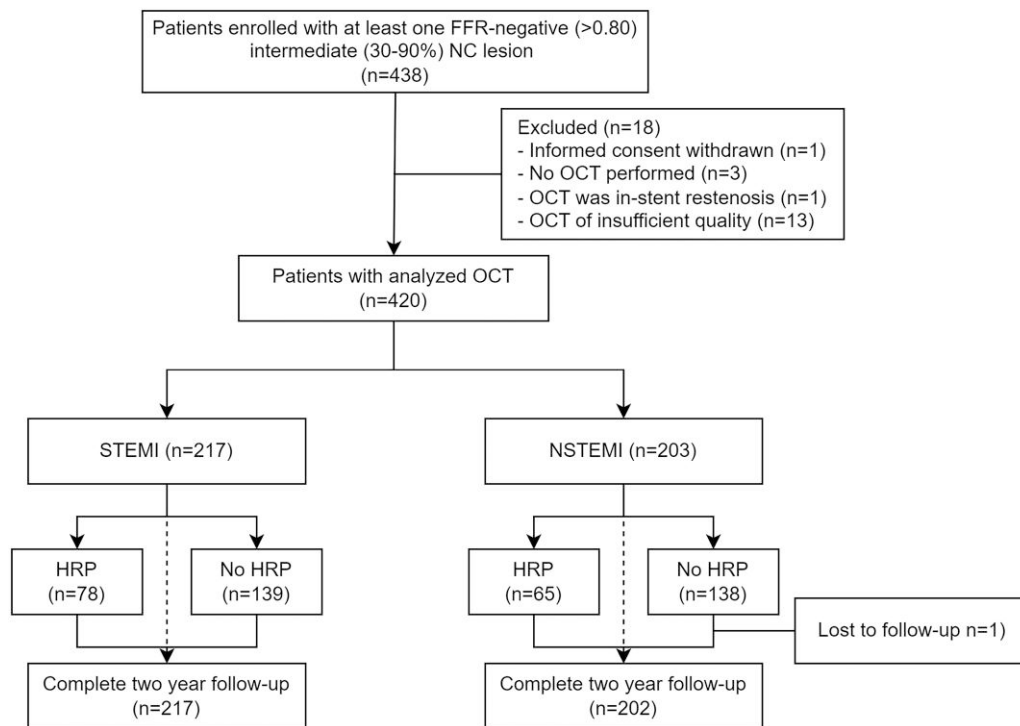 Patients enrolled with at least one FFR-negative (>0.80)
intermediate (30-90%) NC lesion
(n=438)
Excluded (n=18)
- Informed consent withdrawn (n=1)
- No OCT performed (n=3)
- OCT was in-stent restenosis (n=1)
- OCT of insufficient quality (n=13)
Patients with analyzed OCT
(n=420)
STEMI (n=217)
NSTEMI (n=203)
HRP
(n=78)
No HRP
(n=139)
HRP
(n=65)
No HRP
(n=138)
Lost to follow-up n=1)
Complete two year follow-up
(n=217)
Complete two year follow-up
(n=202)